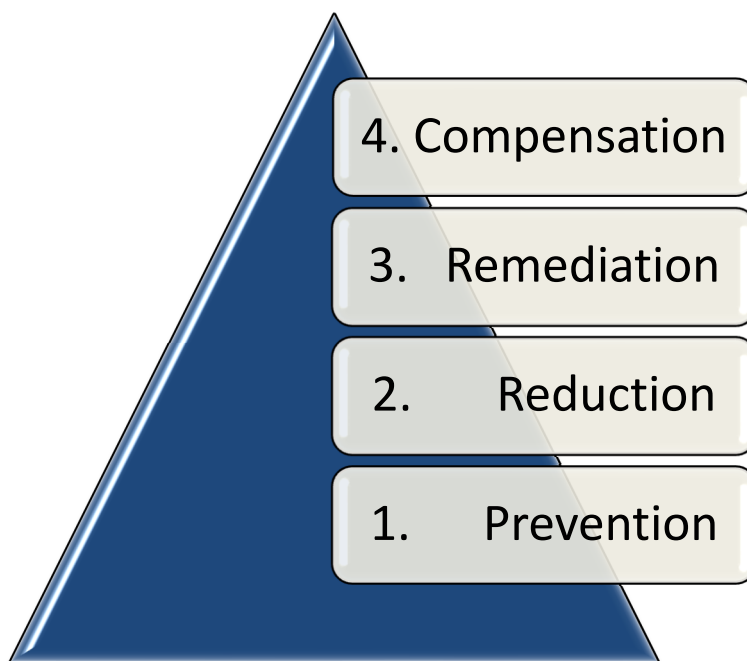 4. Compensation
3. Remediation
2. Reduction
1. Prevention